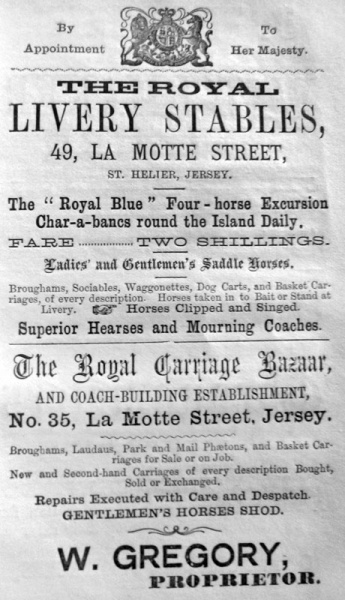 By To
Appointment Her Majesty.
THE ROYAL
LIVERY STABLES,
49, LA MOTTE STREET,
ST. HELIER, JERSEY.
The "Royal Blue" Four-horse Excursion
Char-a-bancs round the Island Daily.
FARE .................. TWO SHILLINGS.
Ladies' and Gentlemen's Saddle Horses.
Broughams, Sociables, Waggonettes, Dog Carts, and Basket Car-
riages, of every description. Horses taken in to Bait or Stand at
Livery. ☞ Horses Clipped and Singed.
Superior Hearses and Mourning Coaches.
The Royal Carriage Bazaar,
AND COACH-BUILDING ESTABLISHMENT,
No. 35, La Motte Street, Jersey.
Broughams, Laudaus, Park and Mail Phætons, and Basket Car-
riages for Sale or on Job.
New and Second-hand Carriages of every description Bought,
Sold or Exchanged.
Repairs Executed with Care and Despatch.
GENTLEMEN'S HORSES SHOD.
W. GREGORY,
PROPRIETOR.